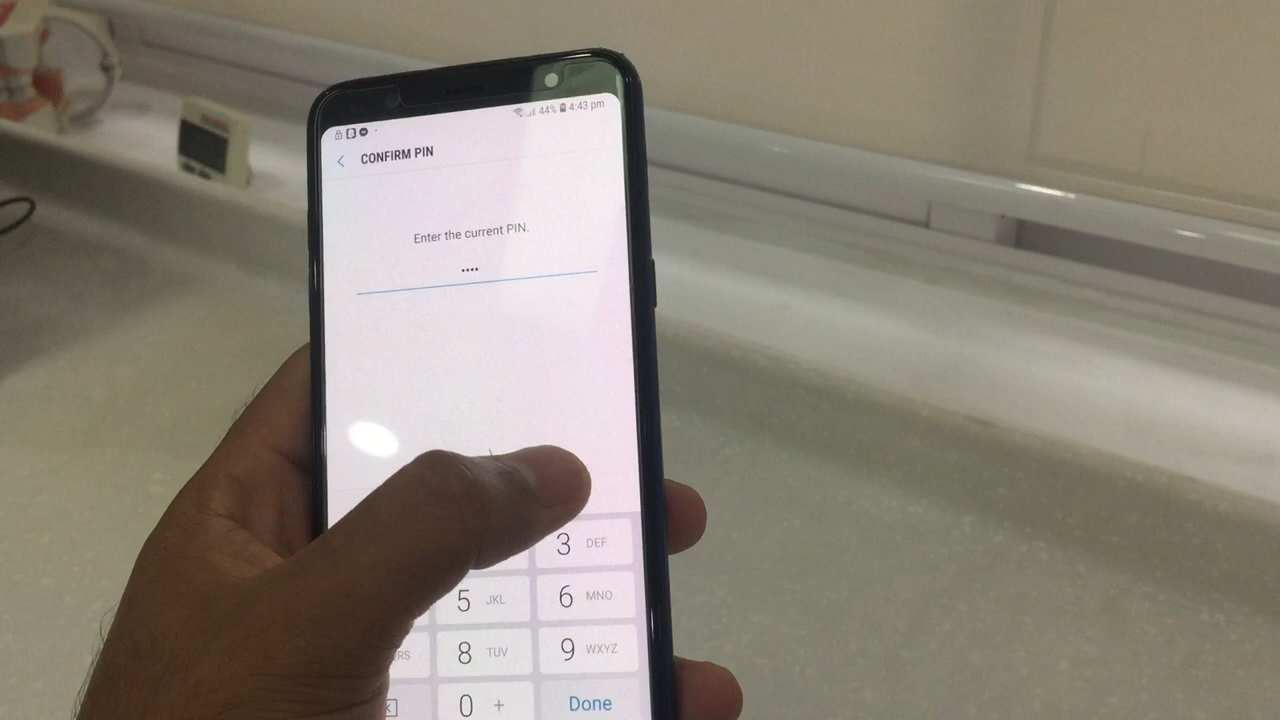 44% 4:43 pm
CONFIRM PIN
Enter the current PIN.
3 DEF
5 JKL 6 MNO
RS 8 TUV 9 WXYZ
0 + Done